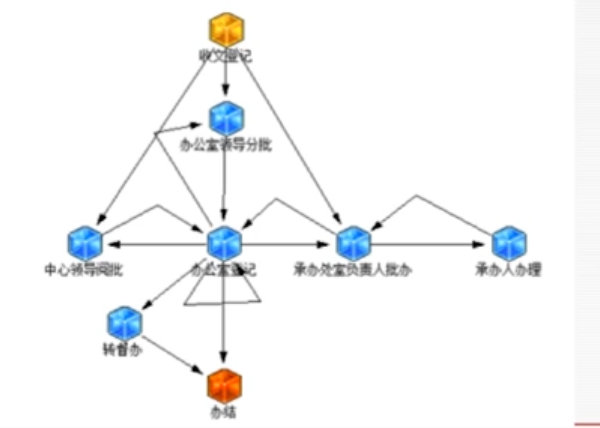 收文登记
办公室领导分批
中心领导阅批
办公室登记
承办处室负责人批办
承办人办理
转督办
办结